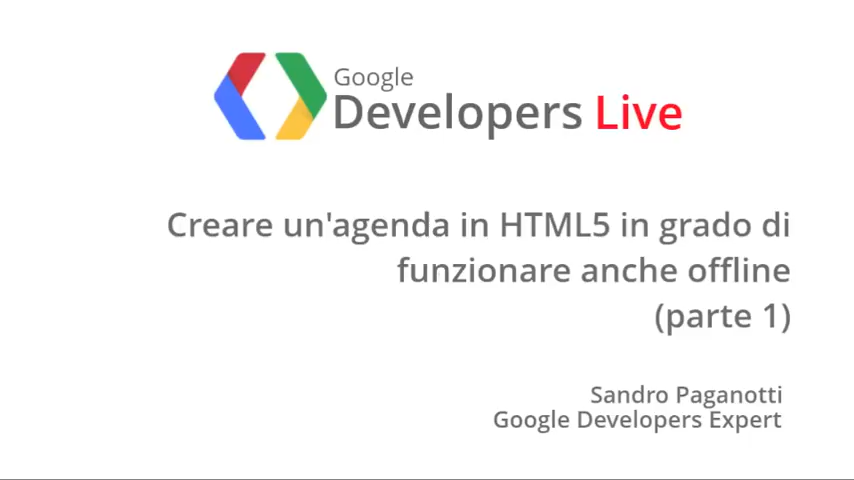 Google
Developers Live
Creare un'agenda in HTML5 in grado di
funzionare anche offline
(parte 1)
Sandro Paganotti
Google Developers Expert